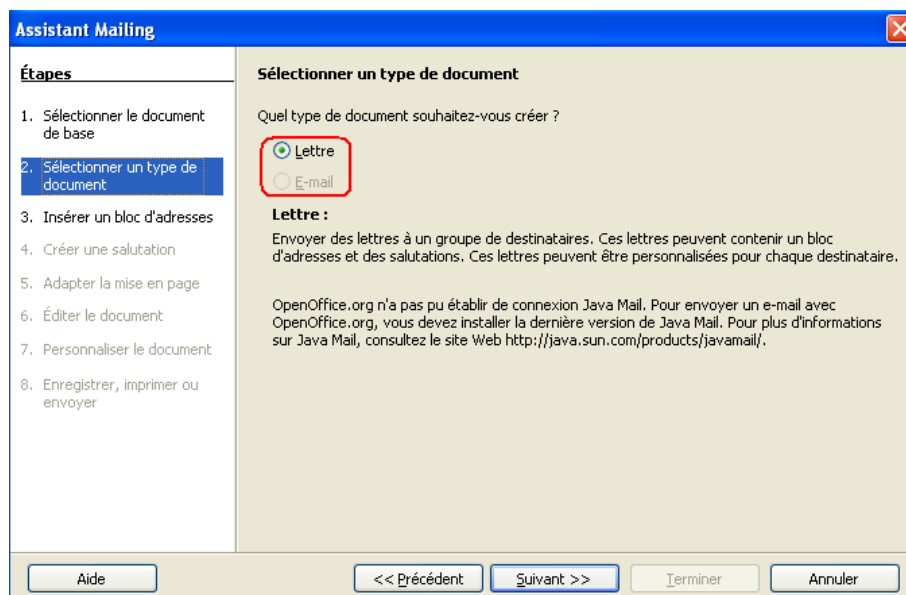 Assistant Mailing
Étapes
1. Sélectionner le document
de base
2. Sélectionner un type de
document
3. Insérer un bloc d'adresses
4. Créer une salutation
5. Adapter la mise en page
6. Éditer le document
7. Personnaliser le document
8. Enregistrer, imprimer ou
envoyer
Sélectionner un type de document
Quel type de document souhaitez-vous créer ?
Lettre
E-mail
Lettre :
Envoyer des lettres à un groupe de destinataires. Ces lettres peuvent contenir un bloc
d'adresses et des salutations. Ces lettres peuvent être personnalisées pour chaque destinataire.
OpenOffice.org n'a pas pu établir de connexion Java Mail. Pour envoyer un e-mail avec
OpenOffice.org, vous devez installer la dernière version de Java Mail. Pour plus d'informations
sur Java Mail, consultez le site Web http://java.sun.com/products/javamail/.
Aide
<< Précédent
Suivant >>
Terminer
Annuler